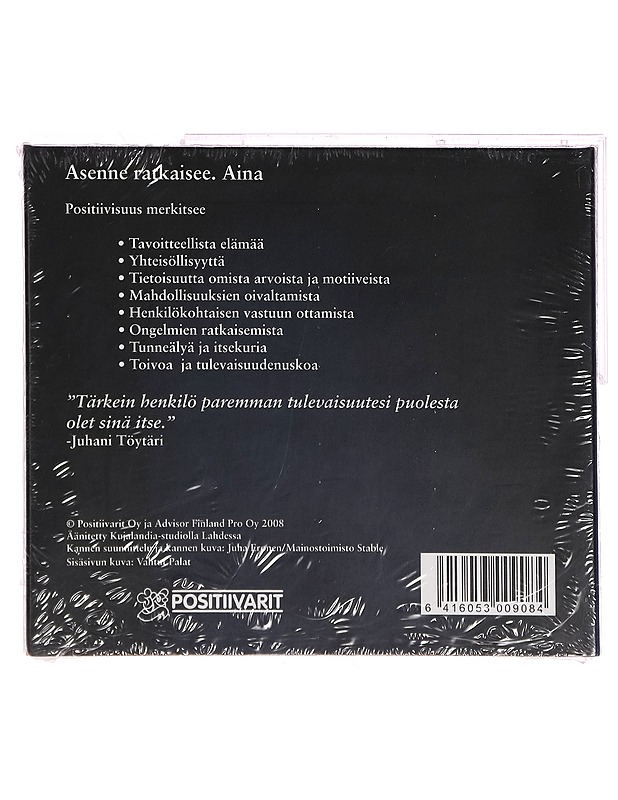 Asenne ratkaisee. Aina
Positiivisuus merkitsee
• Tavoitteellista elämää
• Yhteisöllisyyttä
• Tietoisuutta omista arvoista ja motiiveista
• Mahdollisuuksien oivaltamista
• Henkilökohtaisen vastuun ottamista
• Ongelmien ratkaisemista
• Tunneälyä ja itsekuria
• Toivoa ja tulevaisuudenuskoa
”Tärkein henkilö paremman tulevaisuutesi puolesta
olet sinä itse.”
-Juhani Töytäri
© Positiivarit Oy ja Advisor Finland Pro Oy 2008
Äänitetty Kujalandia-studiolla Lahdessa
Kannen suunnittelu ja kannen kuva: Juha Eronen/Mainostoimisto Stable
Sisäsivun kuva: Palat
POSITIIVARIT
6 416053 009084